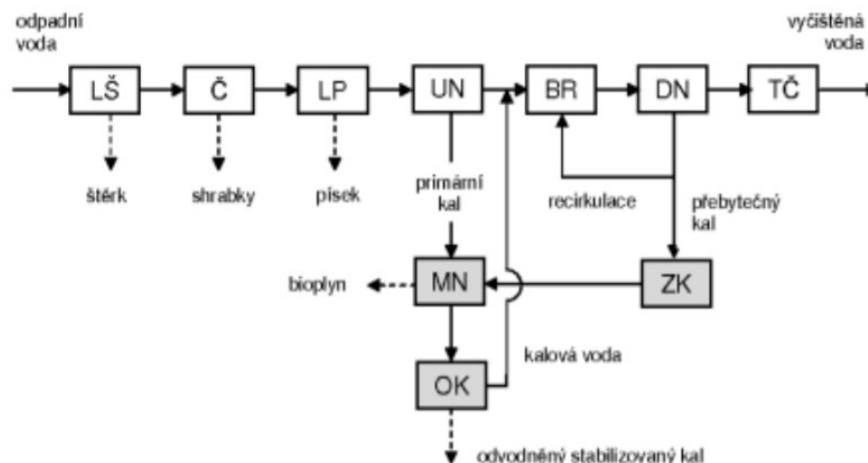 odpadní
voda
vyčištěná
voda
LŠ
Č
LP
UN
BR
DN
TČ
štěrk
shrabky
písek
primární
kal
recirkulace
přebytečný
kal
bioplyn
MN
ZK
kalová voda
OK
odvodněný stabilizovaný kal